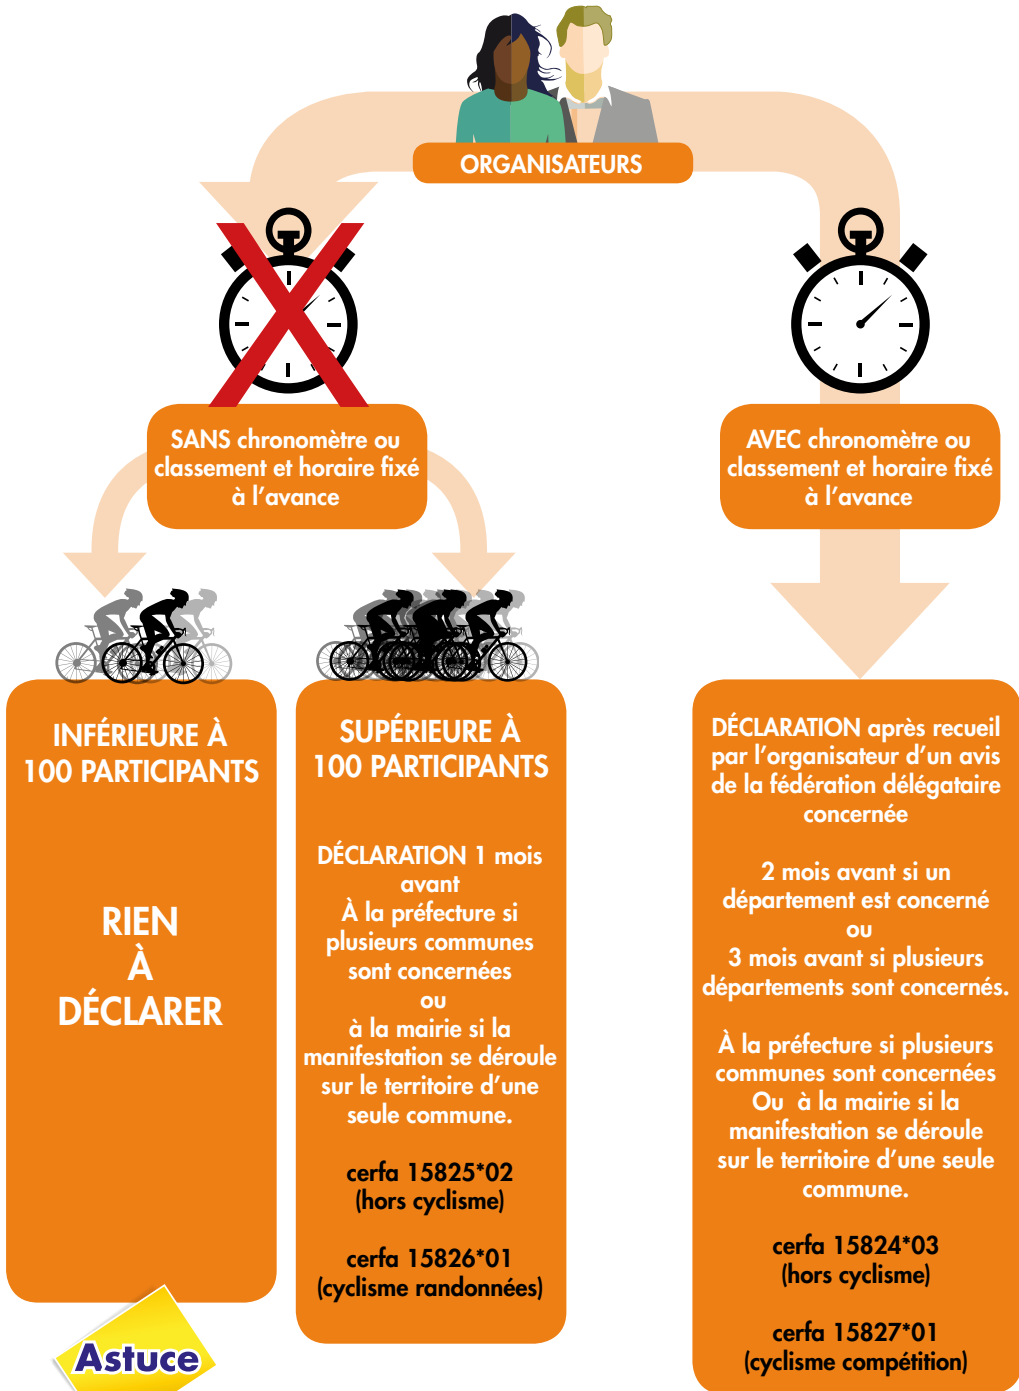 ORGANISATEURS
SANS chronomètre ou
classement et horaire fixé
à l'avance
AVEC chronomètre ou
classement et horaire fixé
à l'avance
INFÉRIEURE À
100 PARTICIPANTS
RIEN
À
DÉCLARER
SUPÉRIEURE À
100 PARTICIPANTS
DÉCLARATION 1 mois
avant
À la préfecture si
plusieurs communes
sont concernées
ou
à la mairie si la
manifestation se déroule
sur le territoire d'une
seule commune.
cerfa 15825*02
(hors cyclisme)
cerfa 15826*01
(cyclisme randonnées)
DÉCLARATION après recueil
par l'organisateur d'un avis
de la fédération délégataire
concernée
2 mois avant si un
département est concerné
ou
3 mois avant si plusieurs
départements sont concernés.
À la préfecture si plusieurs
communes sont concernées
Ou à la mairie si la
manifestation se déroule
sur le territoire d'une seule
commune.
cerfa 15824*03
(hors cyclisme)
cerfa 15827*01
(cyclisme compétition)
Astuce